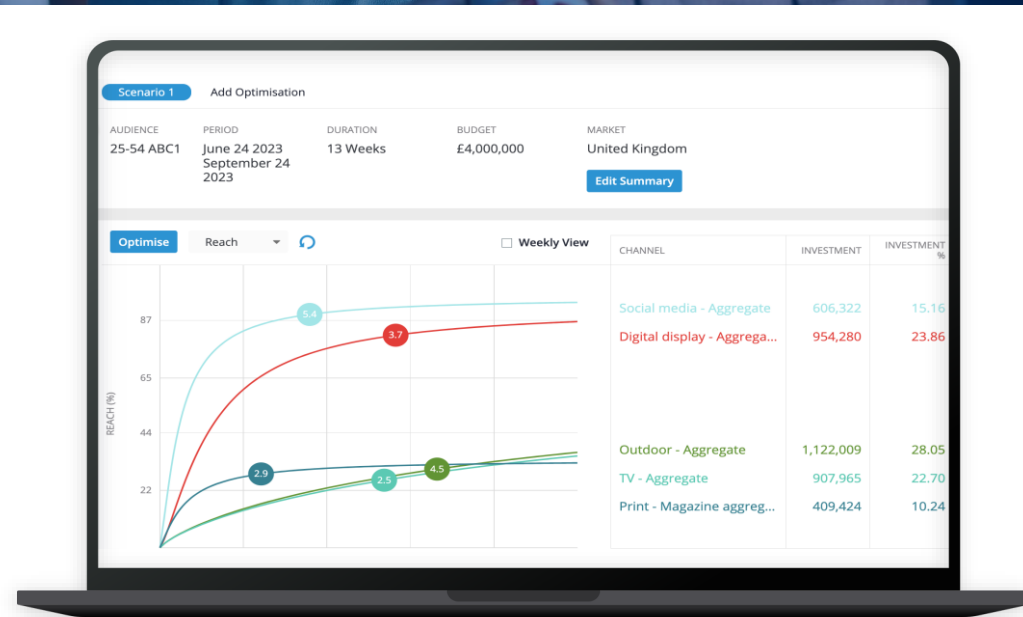 Scenario 1 Add Optimisation
AUDIENCE PERIOD DURATION BUDGET MARKET
25-54 ABC1 June 24 2023 13 Weeks £4,000,000 United Kingdom
September 24
2023
Edit Summary
Optimise Reach Weekly View
CHANNEL INVESTMENT INVESTMENT
%
87
65
44
22
REACH (%)
5.4
3.7
2.9
2.5
4.5
Social media - Aggregate 606,322 15.16
Digital display - Aggrega... 954,280 23.86
Outdoor - Aggregate 1,122,009 28.05
TV - Aggregate 907,965 22.70
Print - Magazine aggreg... 409,424 10.24